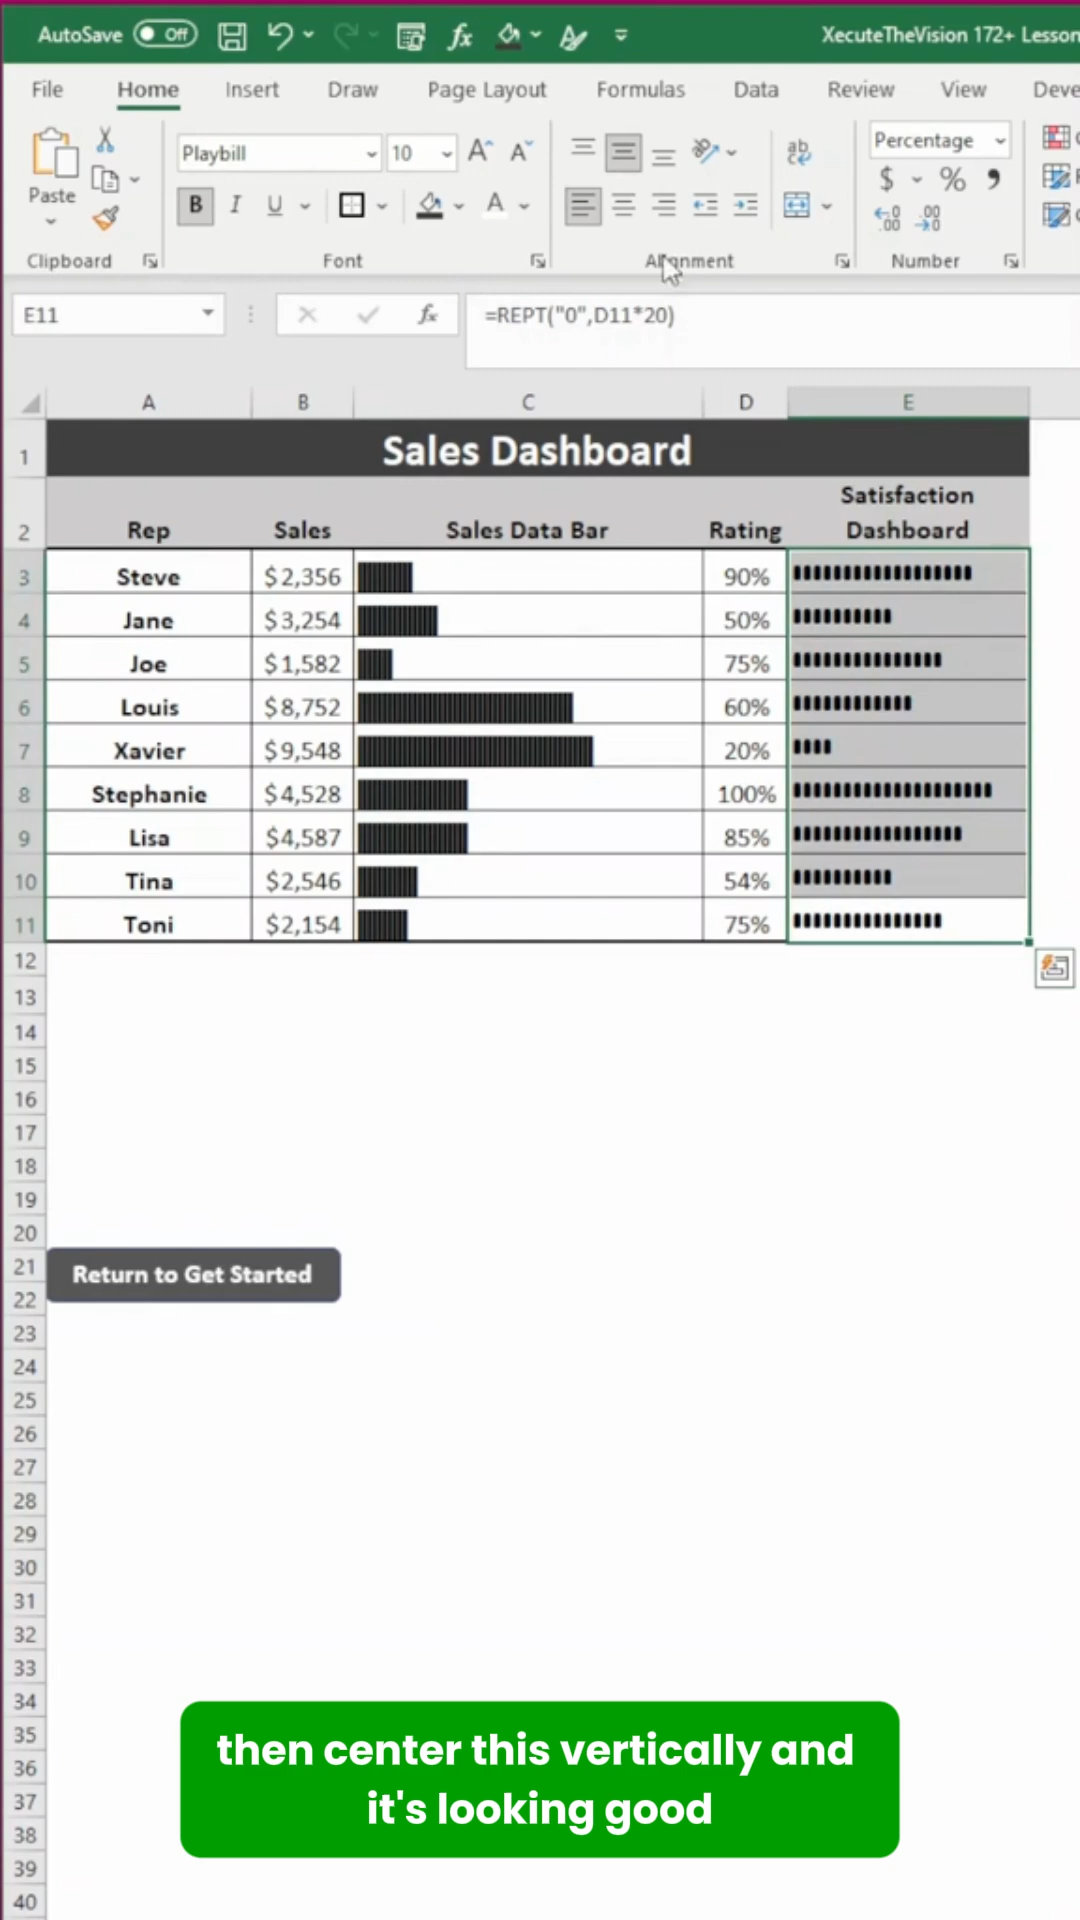 AutoSave Off XecuteTheVision 172+ Lesson
File Home Insert Draw Page Layout Formulas Data Review View Deve
Paste
Playbill 10
Percentage
B I U A
$ % ,
Clipboard Font Alignment Number
E11 fx =REPT("0",D11*20)
A B C D E
1 Sales Dashboard
2 Rep Sales Sales Data Bar Rating Satisfaction Dashboard
3 Steve $2,356 90%
4 Jane $3,254 50%
5 Joe $1,582 75%
6 Louis $8,752 60%
7 Xavier $9,548 20%
8 Stephanie $4,528 100%
9 Lisa $4,587 85%
10 Tina $2,546 54%
11 Toni $2,154 75%
12
13
14
15
16
17
18
19
20
21
Return to Get Started
22
23
24
25
26
27
28
29
30
31
32
33
34
35
36
37
38
39
40
then center this vertically and
it's looking good